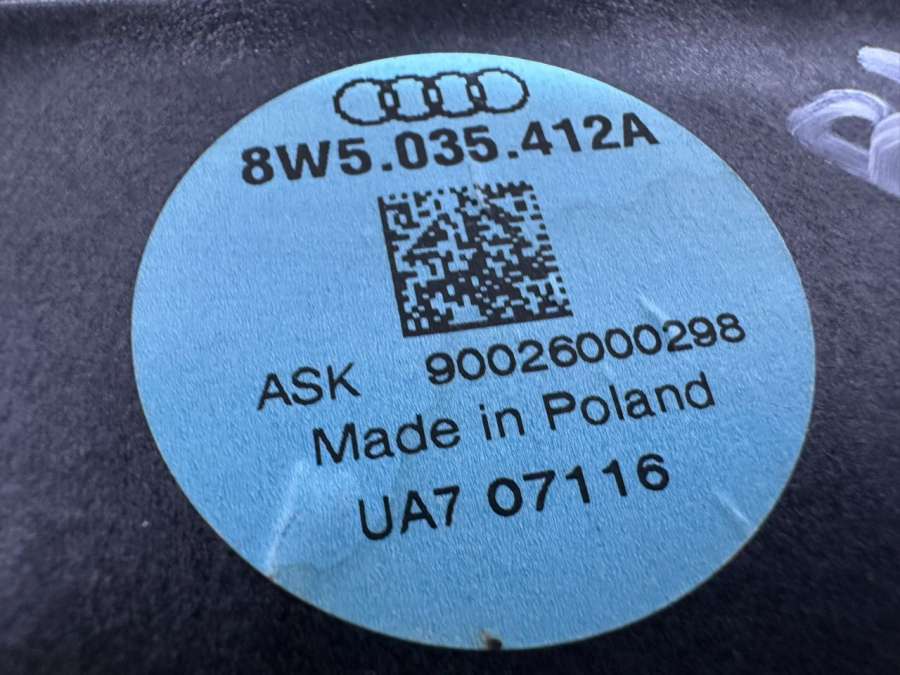 8W5.035.412A
ASK 90026000298
Made in Poland
UA7 07116